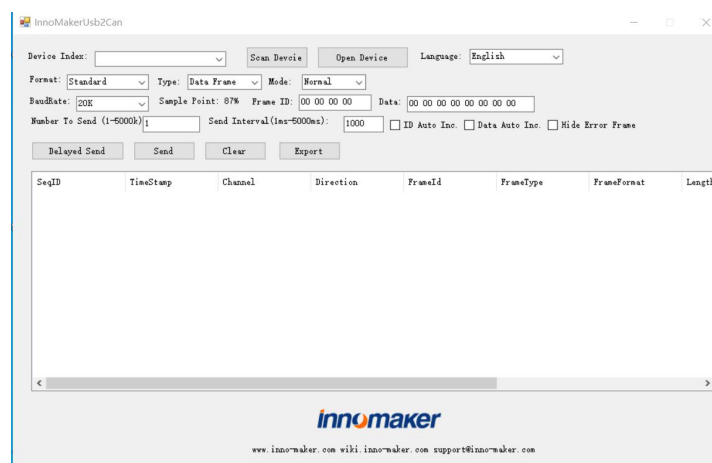 InnoMakerUsb2Can
Device Index: Scan Devcie Open Device Language: English
Format: Standard Type: Data Frame Mode: Normal
BaudRate: 20K Sample Point: 87% Frame ID: 00 00 00 00 Data: 00 00 00 00 00 00 00 00
Number To Send (1-5000k) 1 Send Interval(1ms-5000ms): 1000 ID Auto Inc. Data Auto Inc. Hide Error Frame
Delayed Send Send Clear Export
SeqID TimeStamp Channel Direction FrameId FrameType FrameFormat Length
innomaker
www.inno-maker.com wiki.inno-maker.com support@inno-maker.com